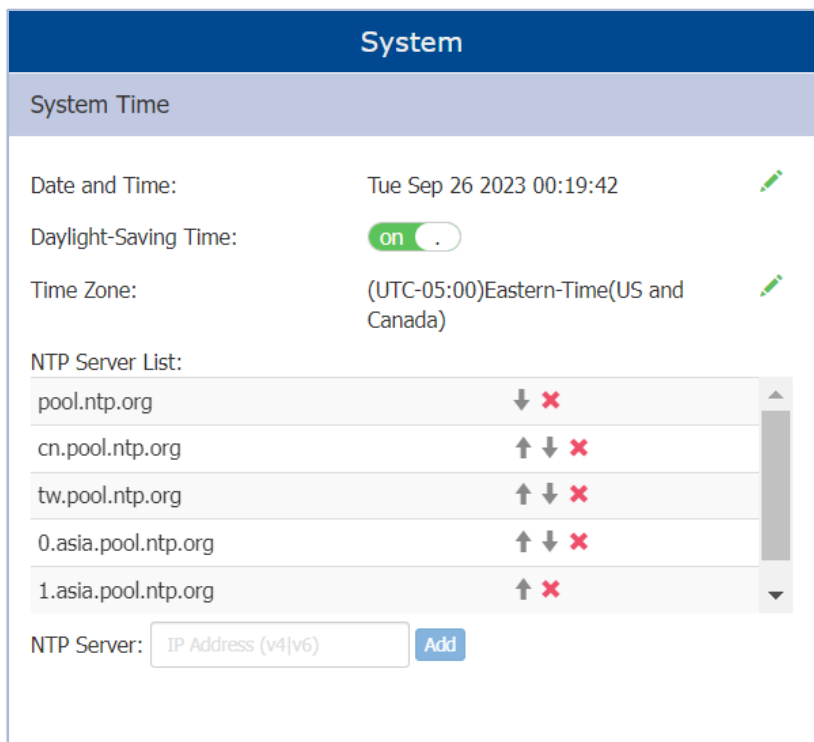 System
System Time
Date and Time: Tue Sep 26 2023 00:19:42
Daylight-Saving Time: on .
Time Zone: (UTC-05:00)Eastern-Time(US and
Canada)
NTP Server List:
pool.ntp.org
cn.pool.ntp.org
tw.pool.ntp.org
0.asia.pool.ntp.org
1.asia.pool.ntp.org
NTP Server: IP Address (v4|v6) Add